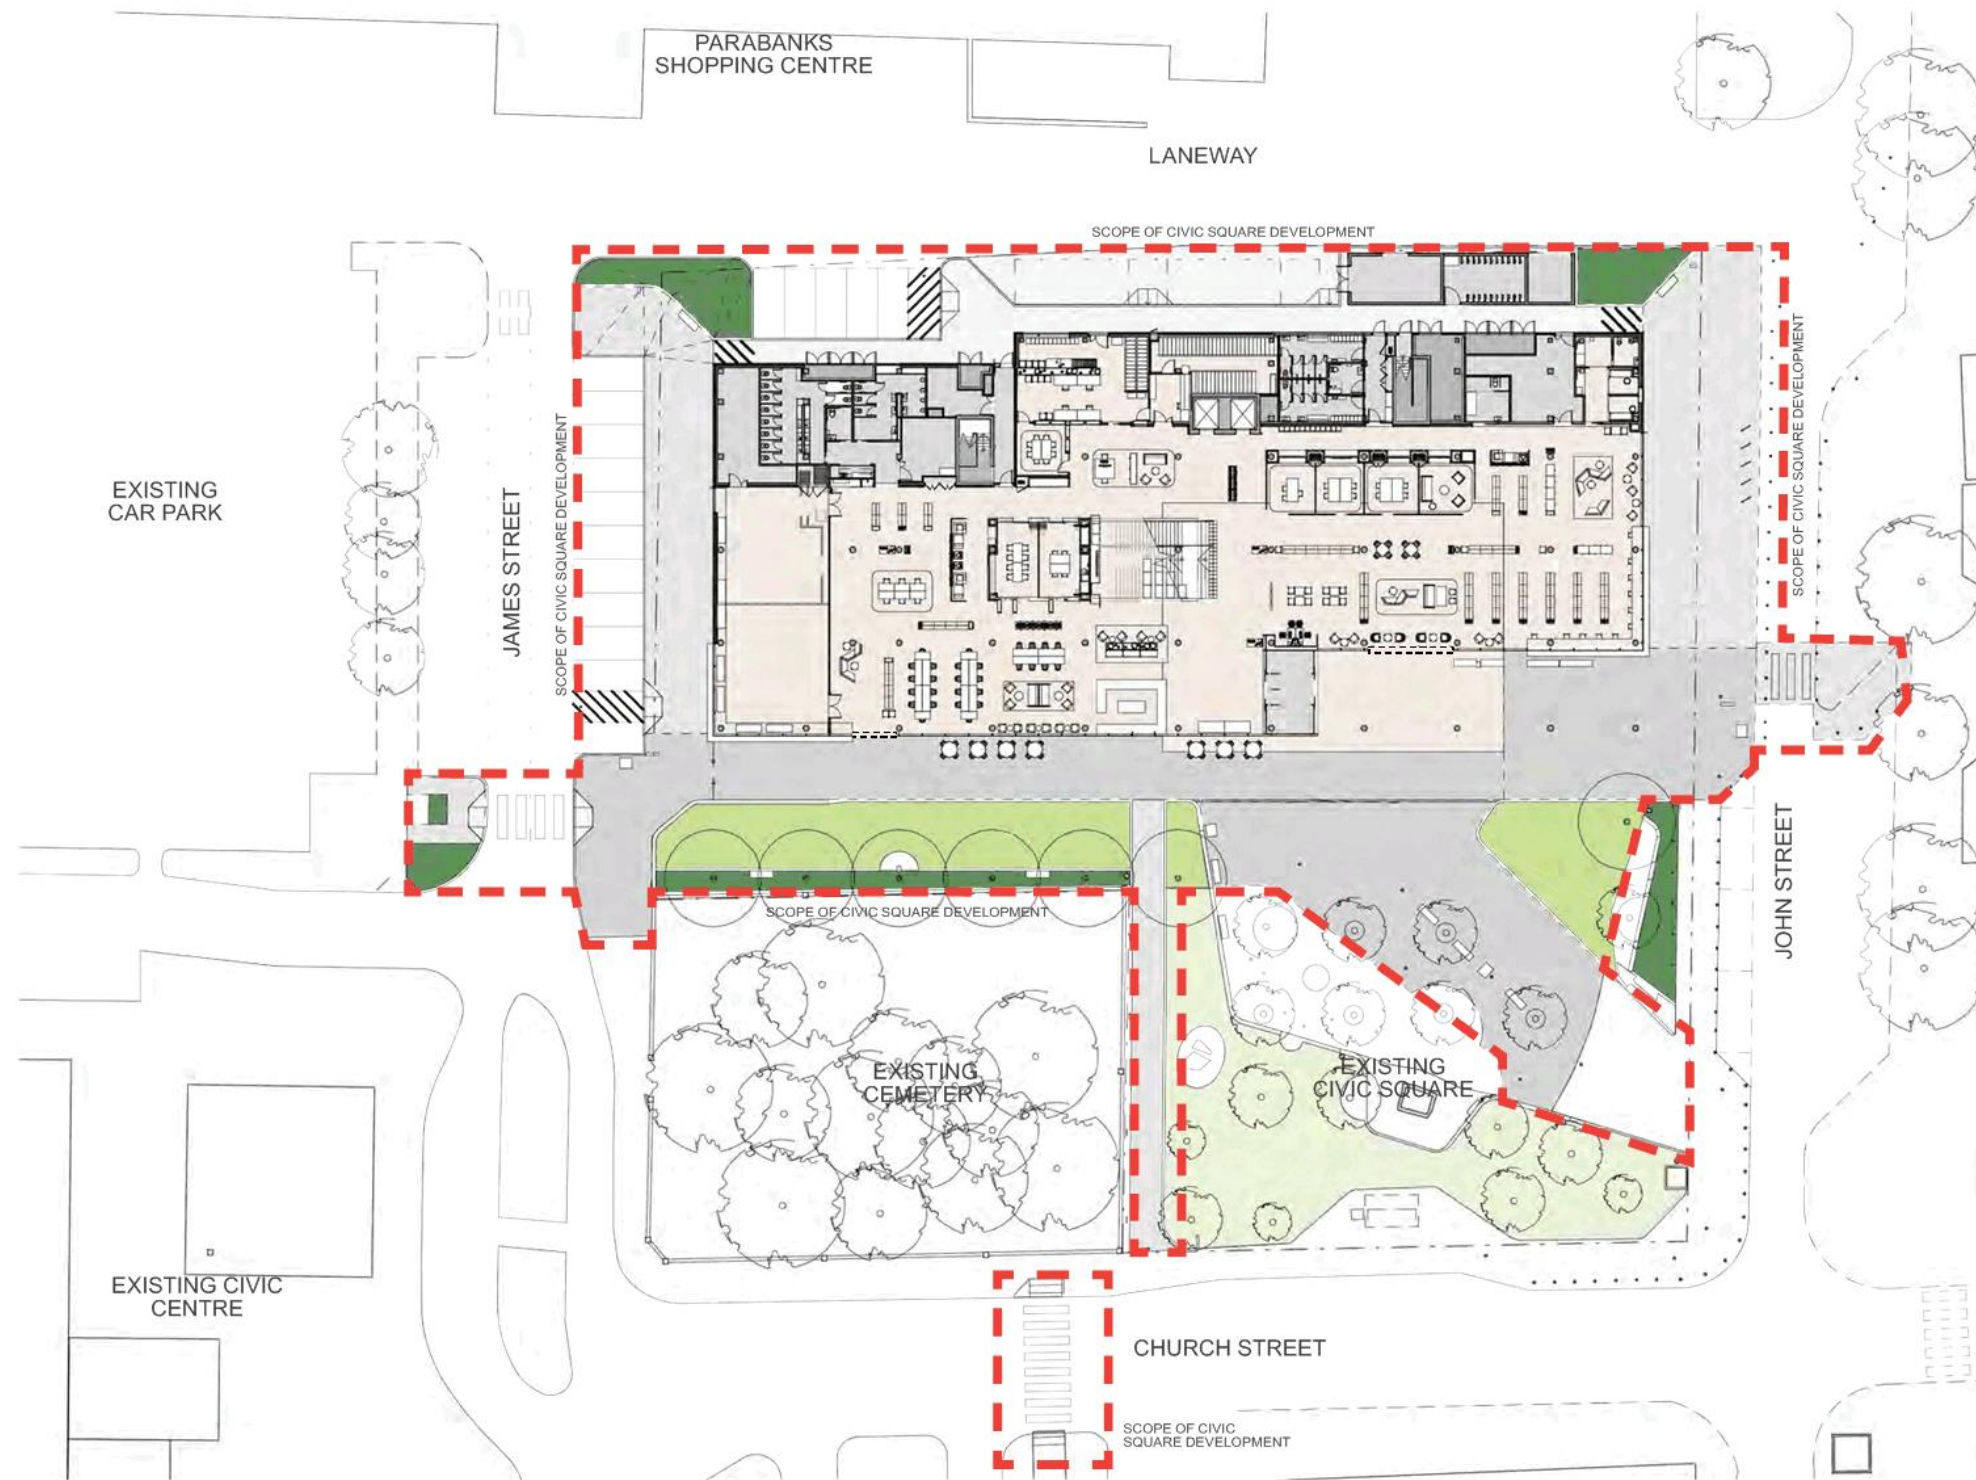 PARABANKS
SHOPPING CENTRE
LANEWAY
SCOPE OF CIVIC SQUARE DEVELOPMENT
SCOPE OF CIVIC SQUARE DEVELOPMENT
SCOPE OF CIVIC SQUARE DEVELOPMENT
EXISTING
CAR PARK
JAMES STREET
JOHN STREET
SCOPE OF CIVIC SQUARE DEVELOPMENT
EXISTING
CEMETERY
EXISTING
CIVIC SQUARE
EXISTING CIVIC
CENTRE
CHURCH STREET
SCOPE OF CIVIC
SQUARE DEVELOPMENT